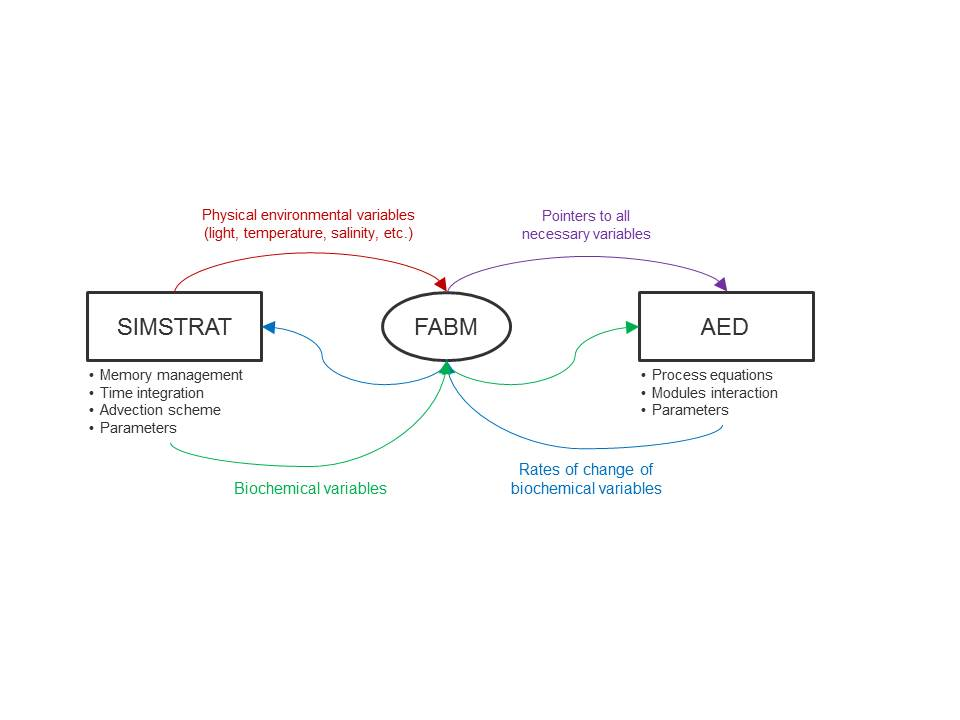 Physical environmental variables
(light, temperature, salinity, etc.)
Pointers to all
necessary variables
SIMSTRAT
FABM
AED
• Memory management
• Time integration
• Advection scheme
• Parameters
• Process equations
• Modules interaction
• Parameters
Biochemical variables
Rates of change of
biochemical variables